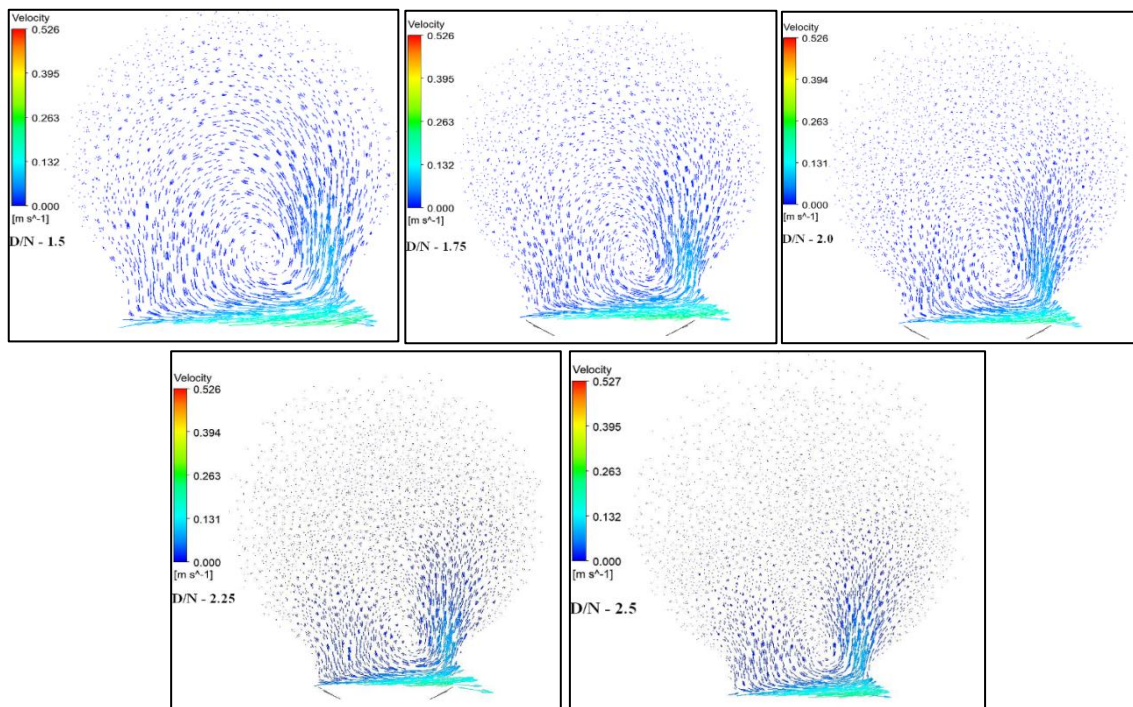 Velocity
0.526
0.395
0.263
0.132
0.000
[m s^-1]
D/N - 1.5
Velocity
0.526
0.395
0.263
0.132
0.000
[m s^-1]
D/N - 1.75
Velocity
0.526
0.394
0.263
0.131
0.000
[m s^-1]
D/N - 2.0
Velocity
0.526
0.394
0.263
0.131
0.000
[m s^-1]
D/N - 2.25
Velocity
0.527
0.395
0.263
0.132
0.000
[m s^-1]
D/N - 2.5